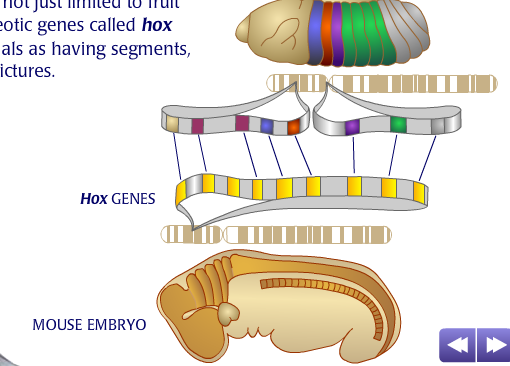 not just limited to fruit
eotic genes called hox
als as having segments,
ictures.
Hox GENES
MOUSE EMBRYO